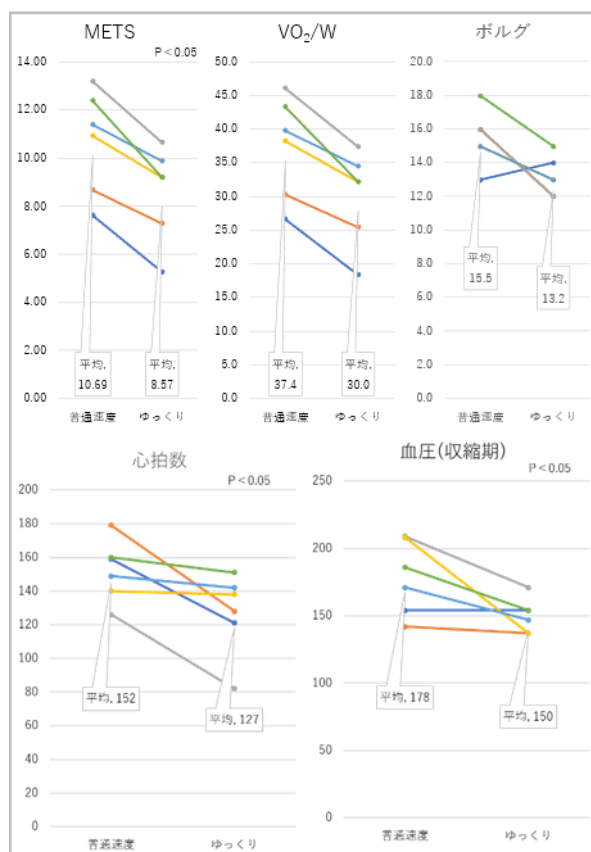 METS
P<0.05
14.00
12.00
10.00
8.00
6.00
4.00
2.00
0.00
平均,
10.69
平均,
8.57
普通速度 ゆっくり
VO₂/W
50.0
45.0
40.0
35.0
30.0
25.0
20.0
15.0
10.0
5.0
0.0
平均,
37.4
平均,
30.0
普通速度 ゆっくり
ボルグ
20.0
18.0
16.0
14.0
12.0
10.0
8.0
6.0
4.0
2.0
0.0
平均,
15.5
平均,
13.2
普通速度 ゆっくり
心拍数
P<0.05
200
180
160
140
120
100
80
60
40
20
0
平均, 152
平均, 127
普通速度 ゆっくり
血圧(収縮期)
P<0.05
250
200
150
100
50
0
平均, 178
平均, 150
普通速度 ゆっくり